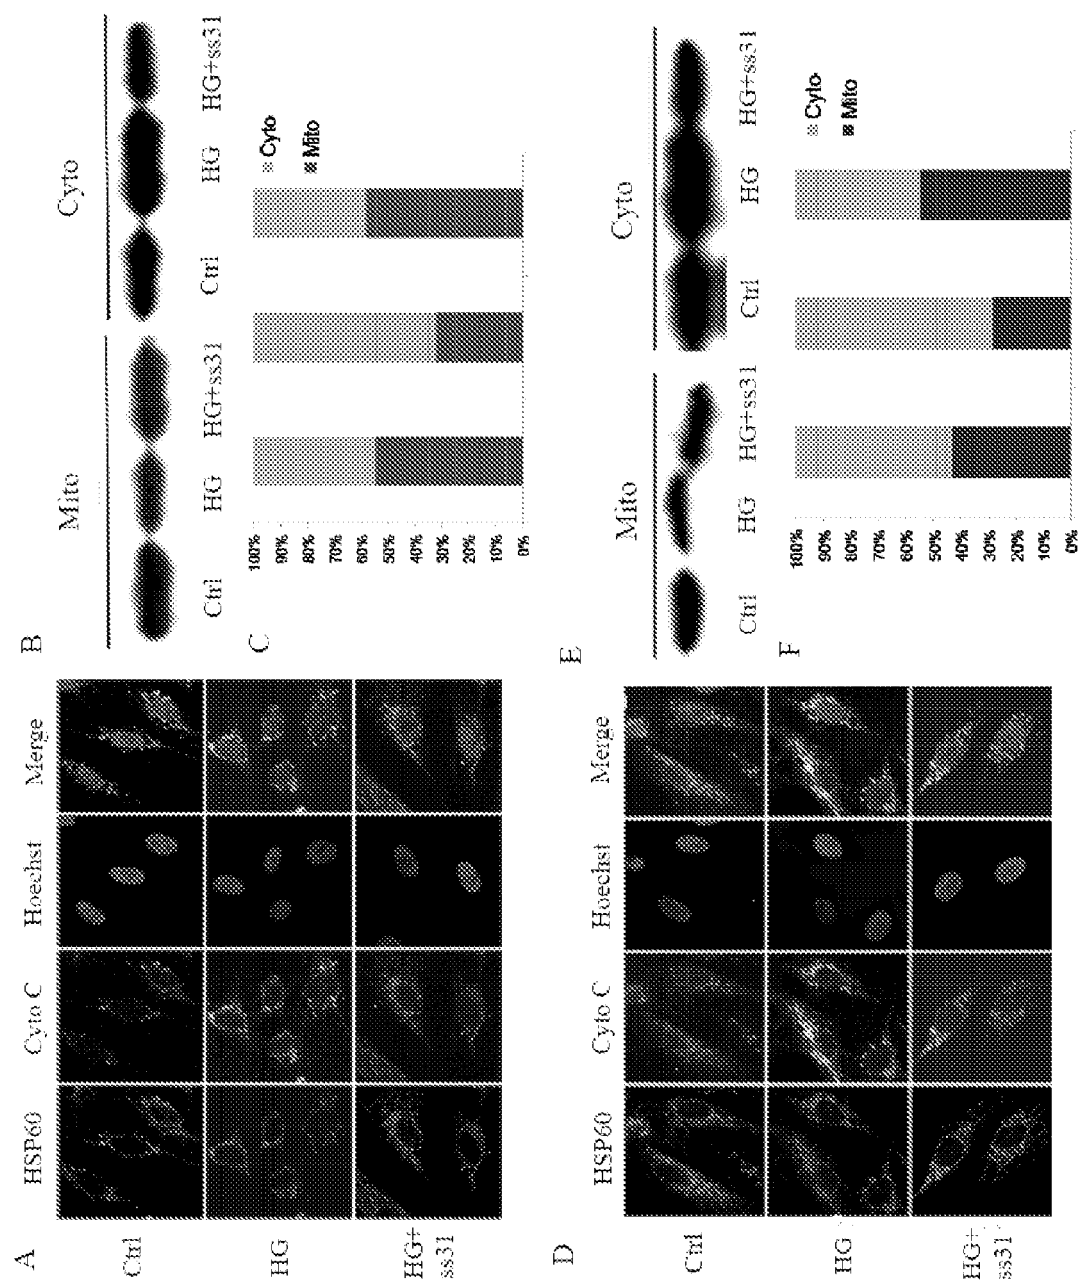 A
HSP60 Cyto C Hoechst Merge
Ctrl
HG
HG+
ss31
B
Mito Cyto
Ctrl HG HG+ss31 Ctrl HG HG+ss31
C
100%
90%
80%
70%
60%
50%
40%
30%
20%
10%
0%
Cyto
Mito
D
HSP60 Cyto C Hoechst Merge
Ctrl
HG
HG+
ss31
E
Mito Cyto
Ctrl HG HG+ss31 Ctrl HG HG+ss31
F
100%
90%
80%
70%
60%
50%
40%
30%
20%
10%
0%
Cyto
Mito